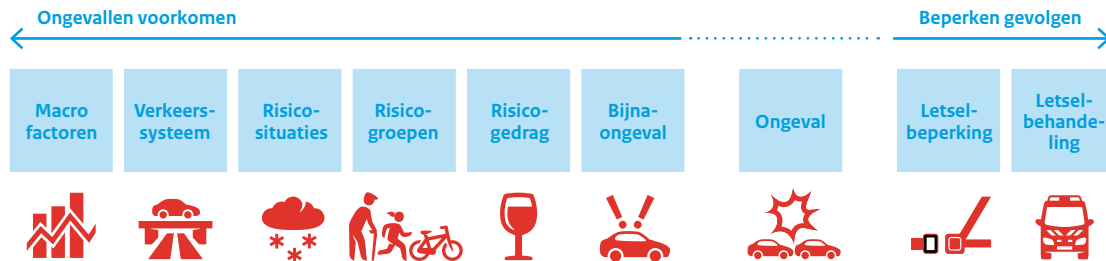 Ongevallen voorkomen
Beperken gevolgen
Macro
factoren
Verkeers-
systeem
Risico-
situaties
Risico-
groepen
Risico-
gedrag
Bijna-
ongeval
Ongeval
Letsel-
beperking
Letsel-
behande-
ling